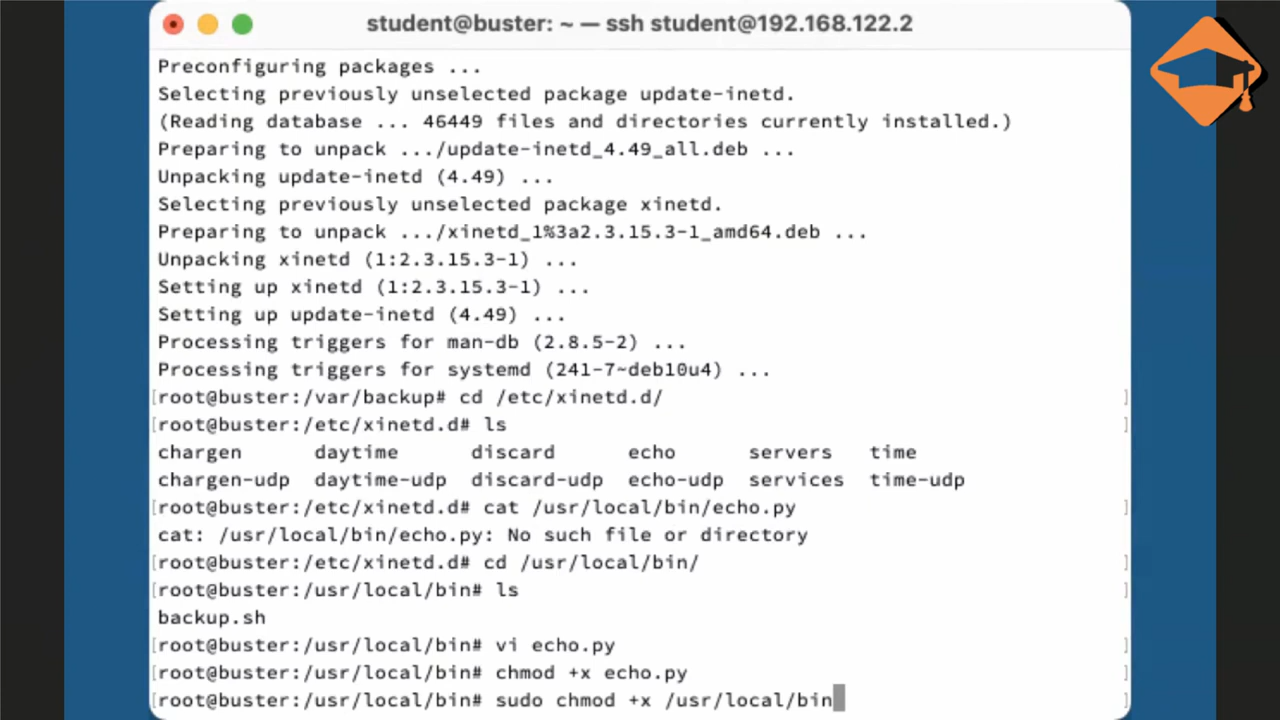 student@buster: ~ — ssh student@192.168.122.2
Preconfiguring packages ...
Selecting previously unselected package update-inetd.
(Reading database ... 46449 files and directories currently installed.)
Preparing to unpack .../update-inetd_4.49_all.deb ...
Unpacking update-inetd (4.49) ...
Selecting previously unselected package xinetd.
Preparing to unpack .../xinetd_1%3a2.3.15.3-1_amd64.deb ...
Unpacking xinetd (1:2.3.15.3-1) ...
Setting up xinetd (1:2.3.15.3-1) ...
Setting up update-inetd (4.49) ...
Processing triggers for man-db (2.8.5-2) ...
Processing triggers for systemd (241-7~deb10u4) ...
[root@buster:/var/backup# cd /etc/xinetd.d/ ]
[root@buster:/etc/xinetd.d# ls ]
chargen daytime discard echo servers time
chargen-udp daytime-udp discard-udp echo-udp services time-udp
[root@buster:/etc/xinetd.d# cat /usr/local/bin/echo.py ]
cat: /usr/local/bin/echo.py: No such file or directory
[root@buster:/etc/xinetd.d# cd /usr/local/bin/ ]
[root@buster:/usr/local/bin# ls ]
backup.sh
[root@buster:/usr/local/bin# vi echo.py ]
[root@buster:/usr/local/bin# chmod +x echo.py ]
[root@buster:/usr/local/bin# sudo chmod +x /usr/local/bin ]